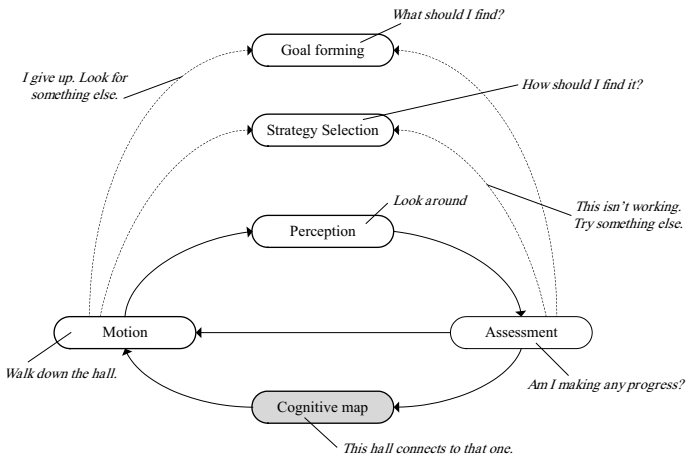 What should I find?
Goal forming
I give up. Look for
something else.
How should I find it?
Strategy Selection
Look around
This isn't working.
Try something else.
Perception
Motion
Assessment
Walk down the hall.
Am I making any progress?
Cognitive map
This hall connects to that one.